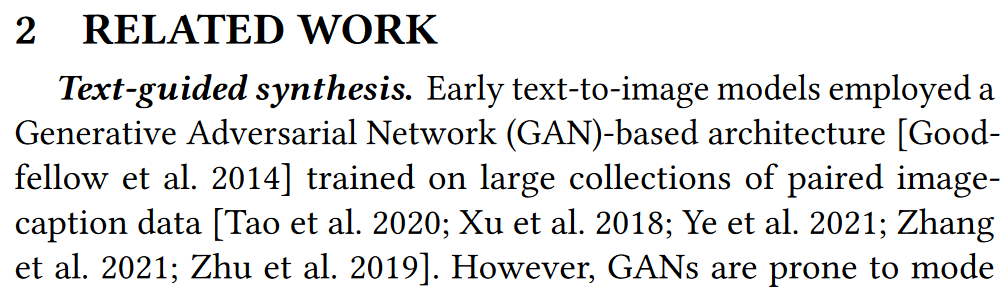 2 RELATED WORK
Text-guided synthesis. Early text-to-image models employed a
Generative Adversarial Network (GAN)-based architecture [Good-
fellow et al. 2014] trained on large collections of paired image-
caption data [Tao et al. 2020; Xu et al. 2018; Ye et al. 2021; Zhang
et al. 2021; Zhu et al. 2019]. However, GANs are prone to mode